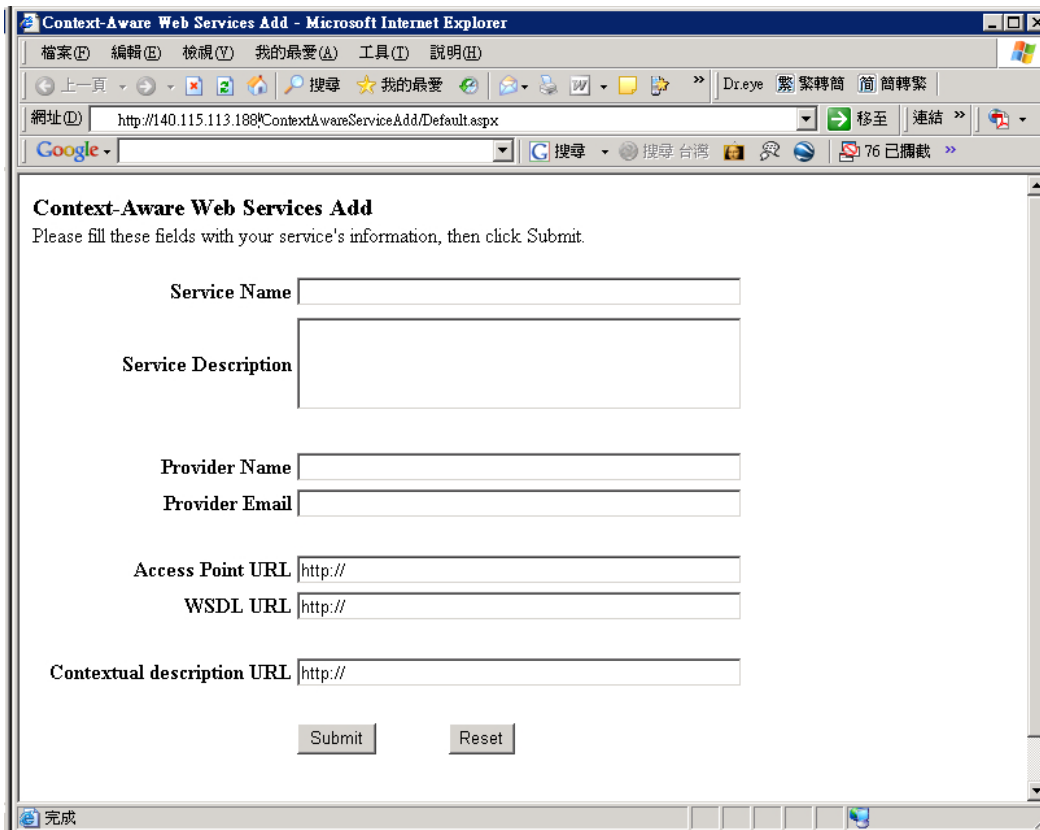 Context-Aware Web Services Add - Microsoft Internet Explorer
檔案(F) 編輯(E) 檢視(V) 我的最愛(A) 工具(T) 說明(H)
上一頁 搜尋 我的最愛 » Dr.eye 繁 繁轉簡 簡 簡轉繁
網址(D) http://140.115.113.188/ContextAwareServiceAdd/Default.aspx 移至 連結 »
Google 搜尋 搜尋 台灣 76 已攔截 »
Context-Aware Web Services Add
Please fill these fields with your service's information, then click Submit.
Service Name
Service Description
Provider Name
Provider Email
Access Point URL http://
WSDL URL http://
Contextual description URL http://
Submit Reset
完成